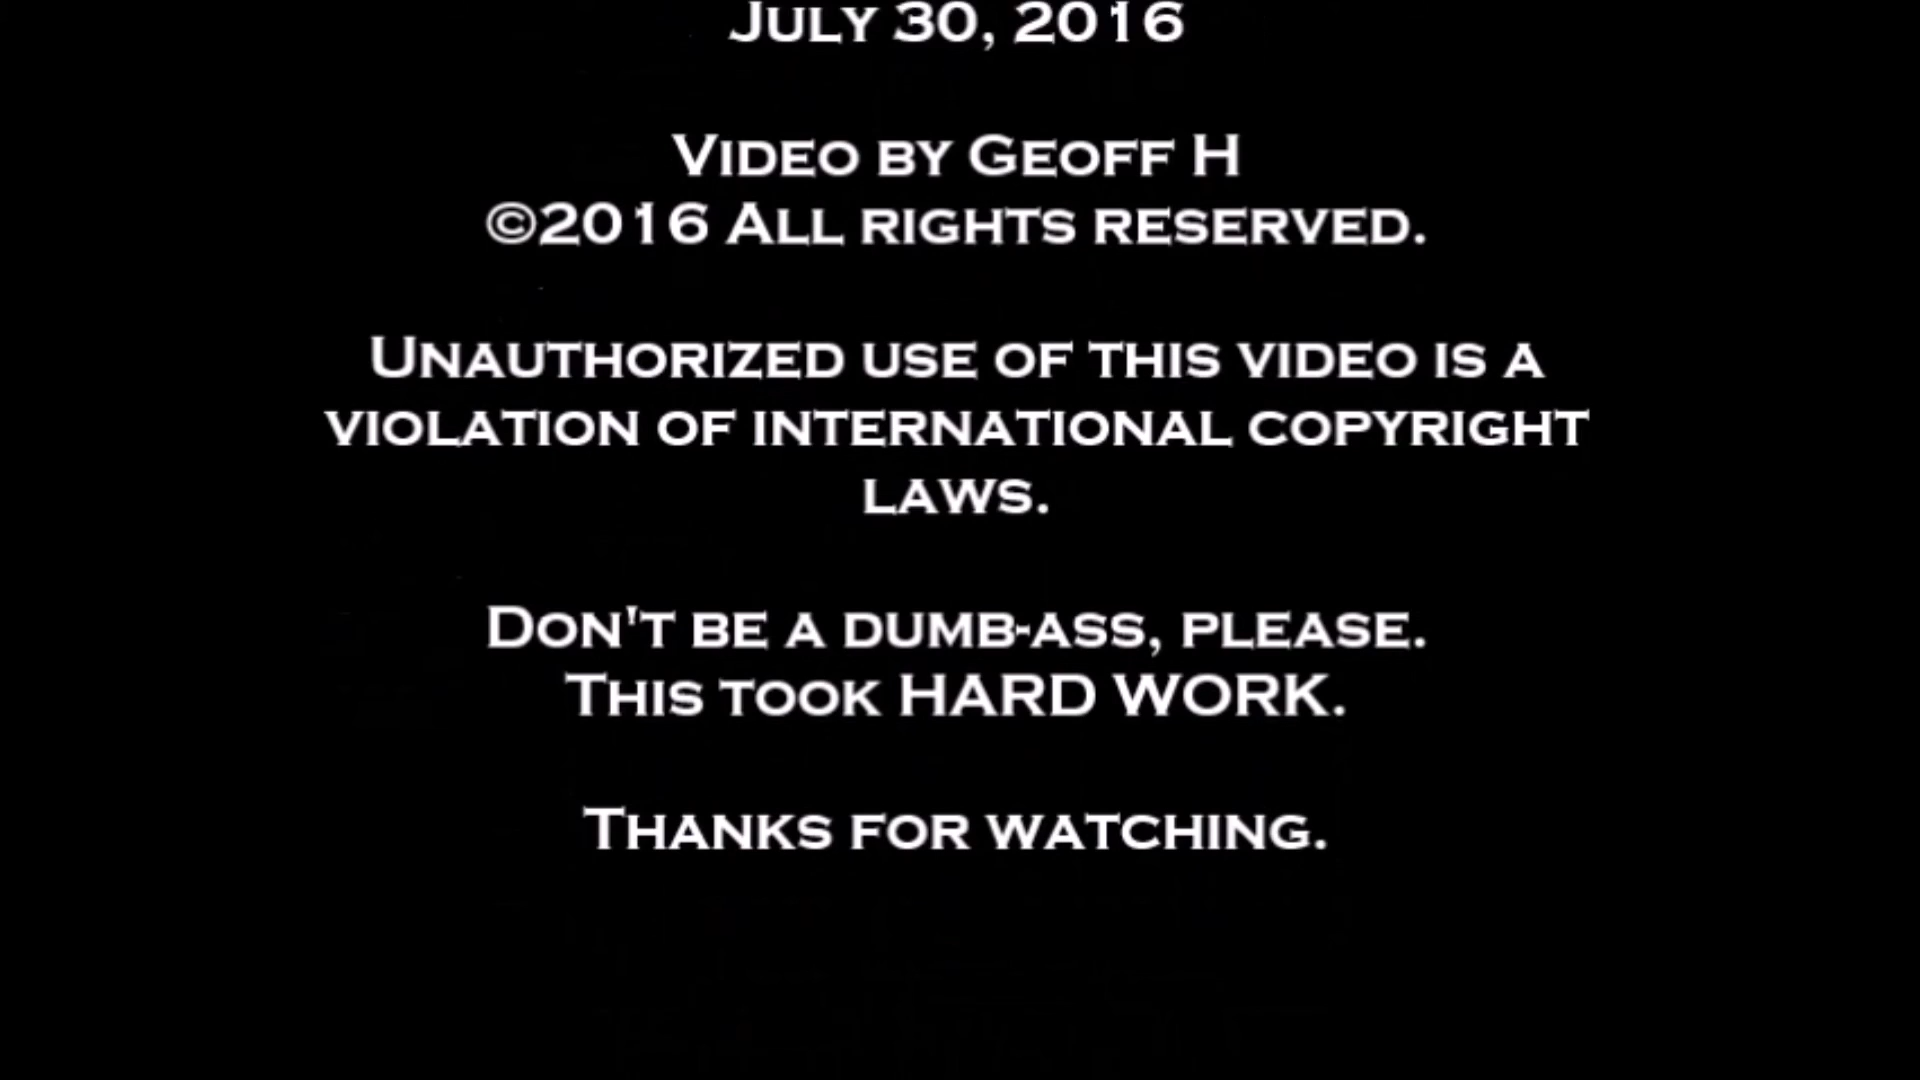 July 30, 2016
Video by Geoff H
©2016 All rights reserved.
Unauthorized use of this video is a
violation of international copyright
laws.
Don't be a dumb-ass, please.
This took HARD WORK.
Thanks for watching.